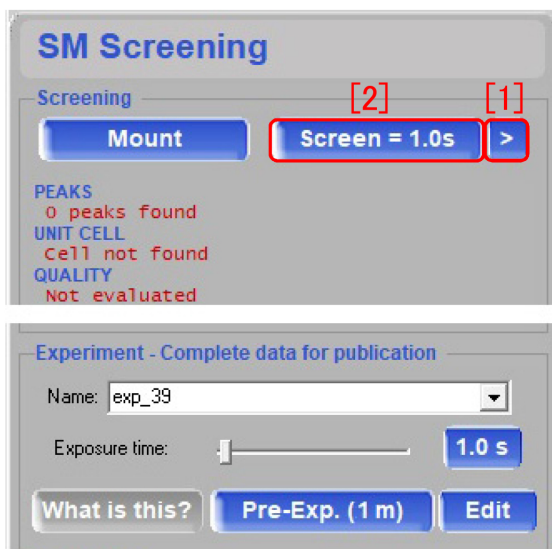 SM Screening
Screening
[2] [1]
Mount Screen = 1.0s >
PEAKS
0 peaks found
UNIT CELL
Cell not found
QUALITY
Not evaluated
Experiment - Complete data for publication
Name: exp_39
Exposure time: 1.0 s
What is this? Pre-Exp. (1 m) Edit